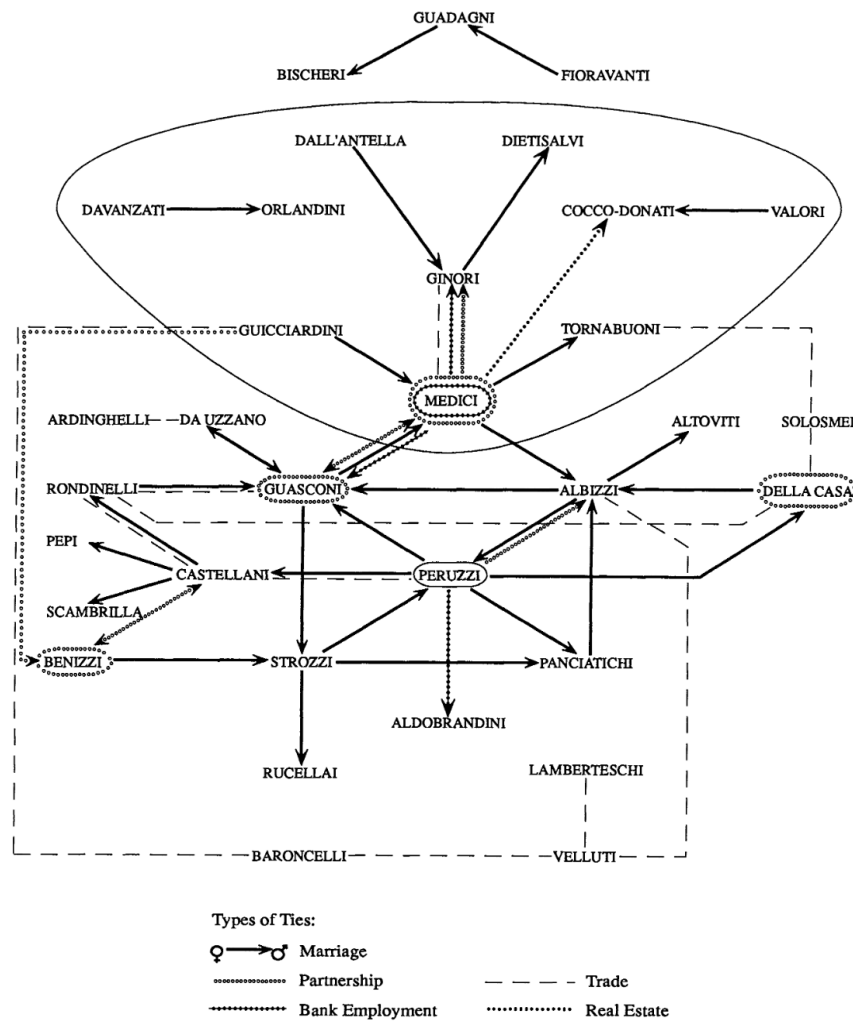 GUADAGNI
BISCHERI FIORAVANTI
DALL'ANTELLA DIETISALVI
DAVANZATI ORLANDINI COCCO-DONATI VALORI
GINORI
GUICCIARDINI TORNABUONI
MEDICI
ARDINGHELLI DA UZZANO ALTOVITI SOLOSMEI
RONDINELLI GUASCONI ALBIZZI DELLA CASA
PEPI
CASTELLANI PERUZZI
SCAMBRILLA
BENIZZI STROZZI PANCIATICHI
ALDOBRANDINI
RUCELLAI LAMBERTESCHI
BARONCELLI VELLUTI
Types of Ties:
♀ ♂ Marriage
Partnership Trade
Bank Employment Real Estate